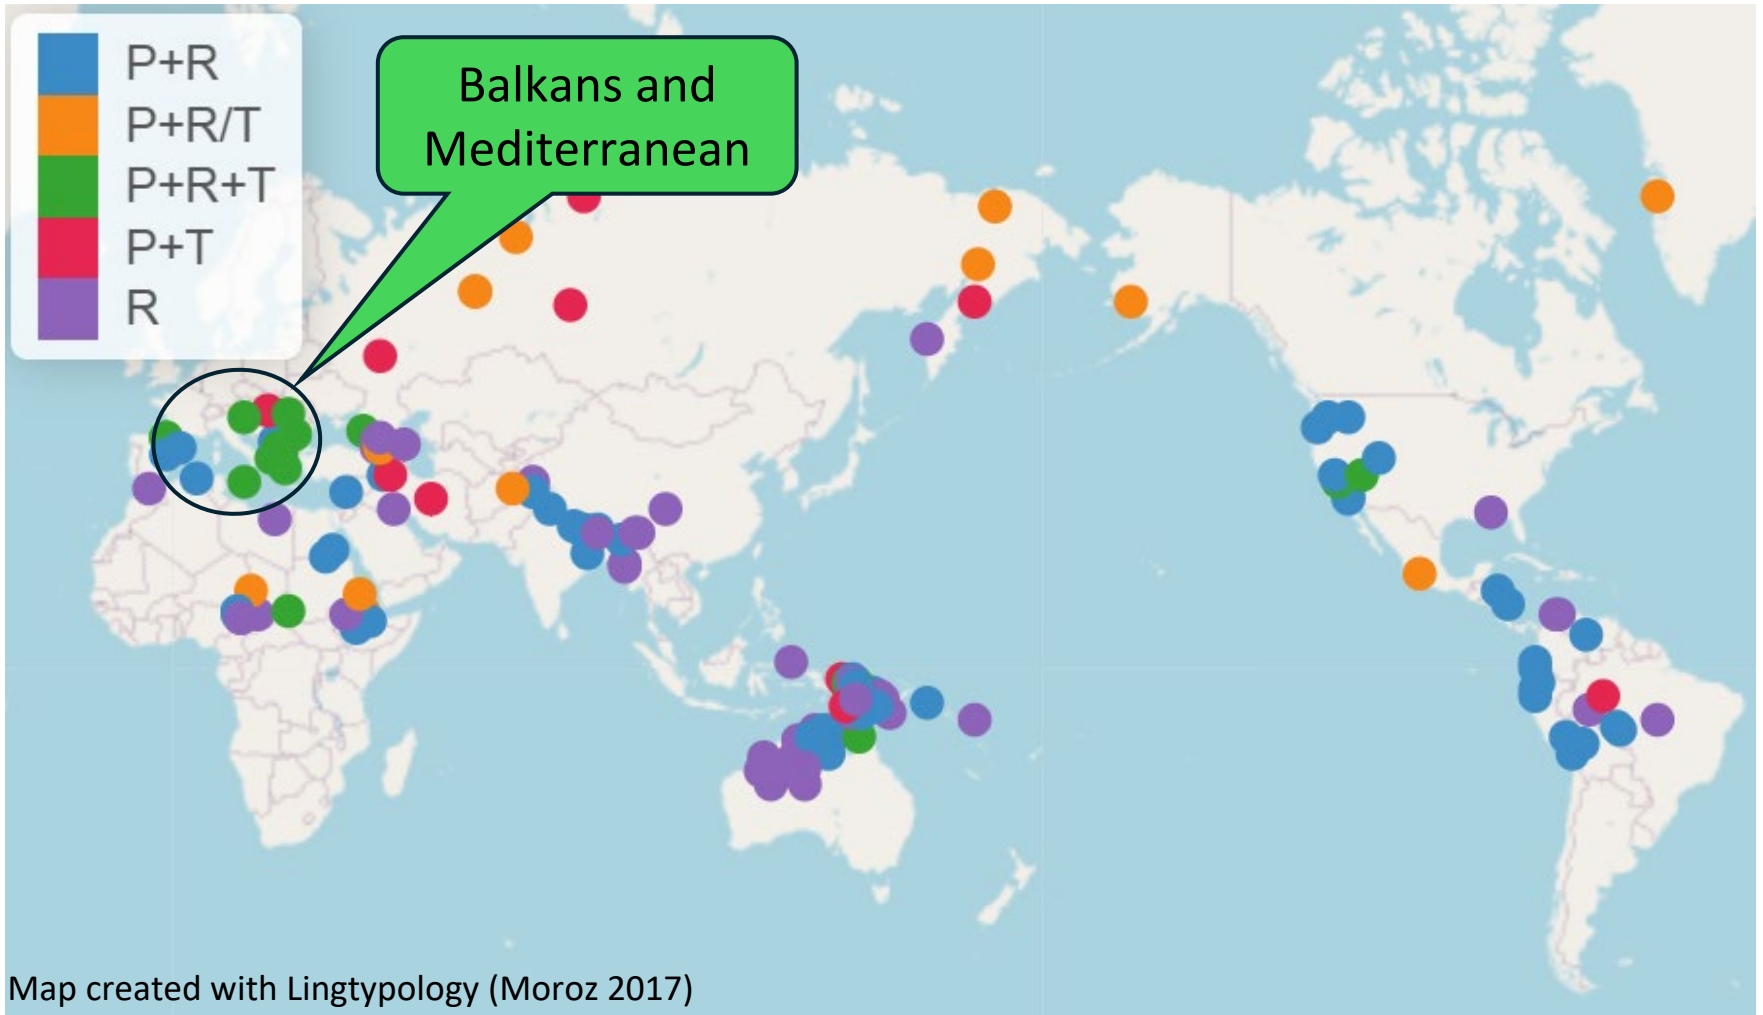 P+R
P+R/T
P+R+T
P+T
R
Balkans and
Mediterranean
Map created with Lingtypology (Moroz 2017)